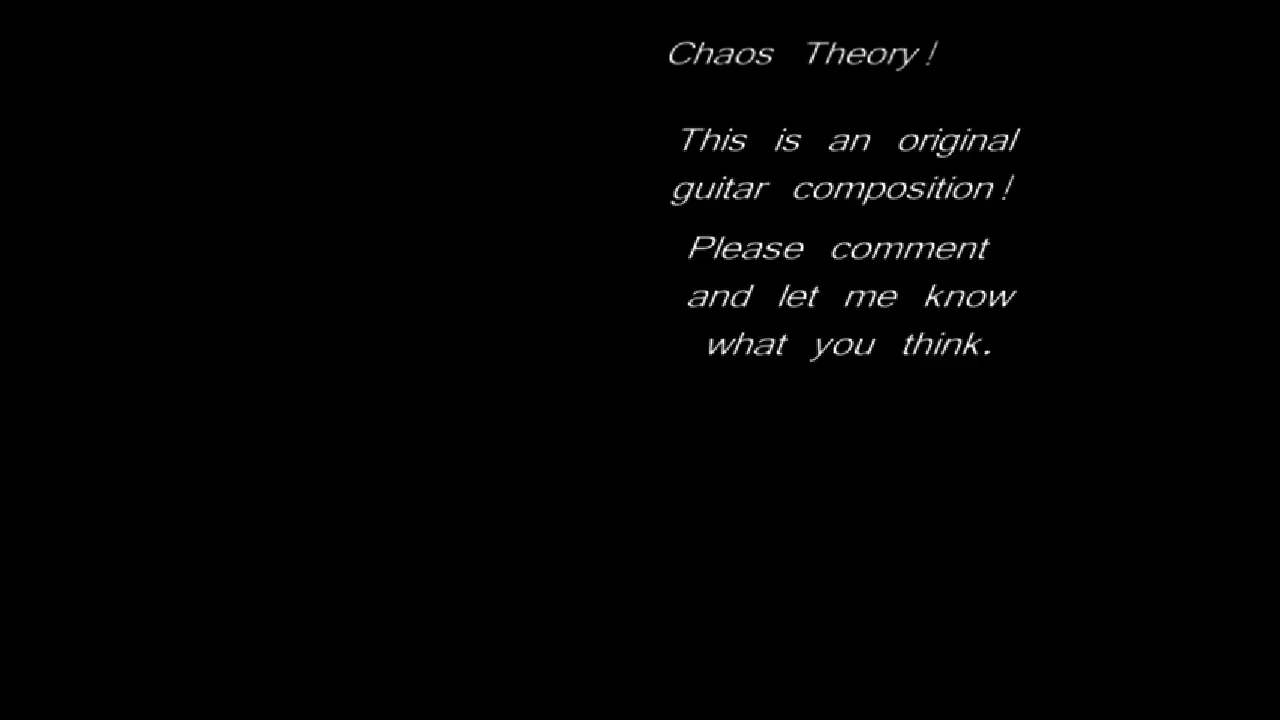 Chaos Theory!
This is an original
guitar composition!
Please comment
and let me know
what you think.